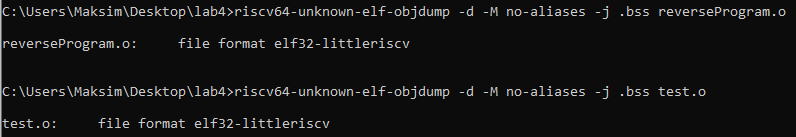 C:\Users\Maksim\Desktop\lab4>riscv64-unknown-elf-objdump -d -M no-aliases -j .bss reverseProgram.o
reverseProgram.o:     file format elf32-littleriscv
C:\Users\Maksim\Desktop\lab4>riscv64-unknown-elf-objdump -d -M no-aliases -j .bss test.o
test.o:     file format elf32-littleriscv